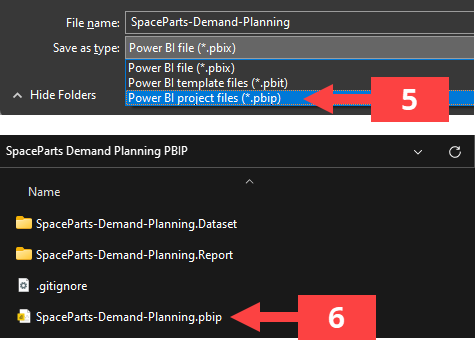 File name: SpaceParts-Demand-Planning
Save as type: Power BI file (*.pbix)
Power BI file (*.pbix)
Power BI template files (*.pbit)
Hide Folders Power BI project files (*.pbip) 5
SpaceParts Demand Planning PBIP
Name
SpaceParts-Demand-Planning.Dataset
SpaceParts-Demand-Planning.Report
.gitignore
SpaceParts-Demand-Planning.pbip 6